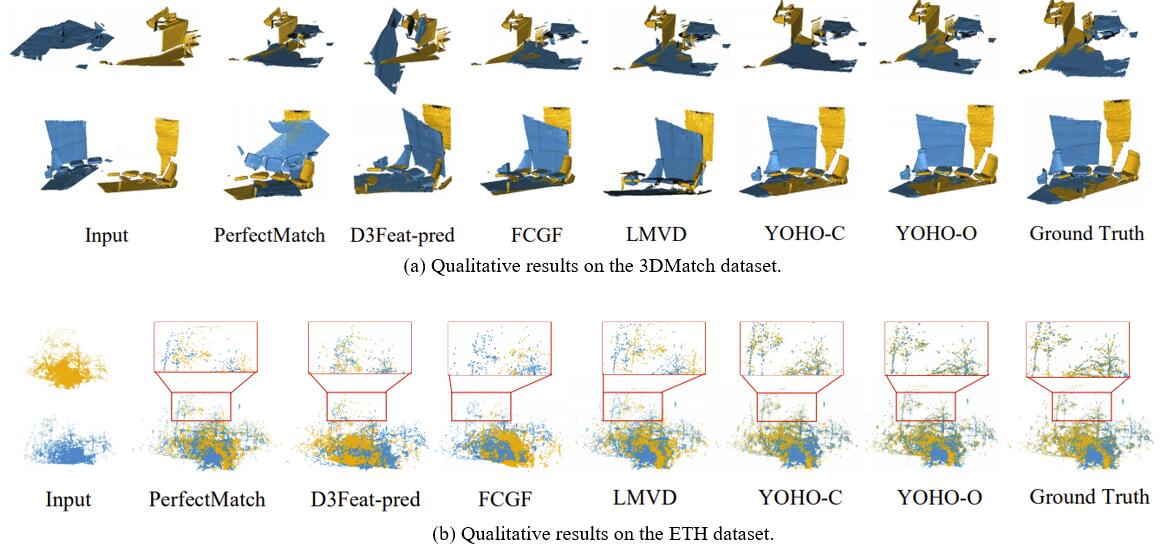 Input PerfectMatch D3Feat-pred FCGF LMVD YOHO-C YOHO-O Ground Truth
(a) Qualitative results on the 3DMatch dataset.
Input PerfectMatch D3Feat-pred FCGF LMVD YOHO-C YOHO-O Ground Truth
(b) Qualitative results on the ETH dataset.